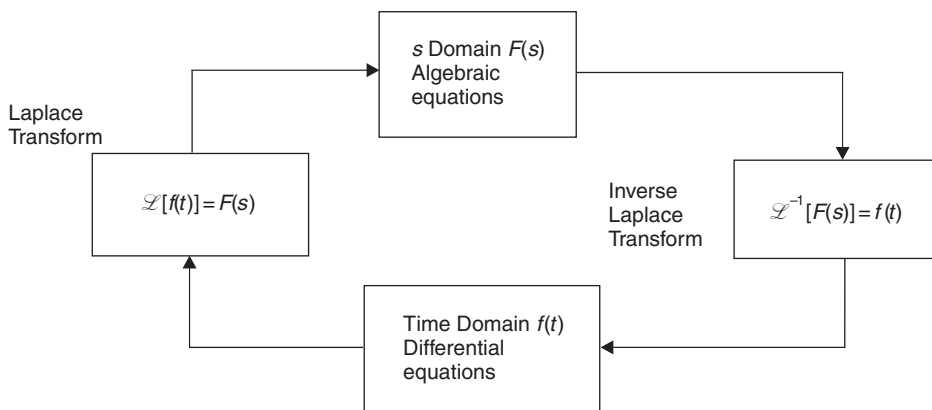 s Domain F(s)
Algebraic
equations
Laplace
Transform
ℒ[f(t)] = F(s)
Inverse
Laplace
Transform
ℒ⁻¹[F(s)] = f(t)
Time Domain f(t)
Differential
equations